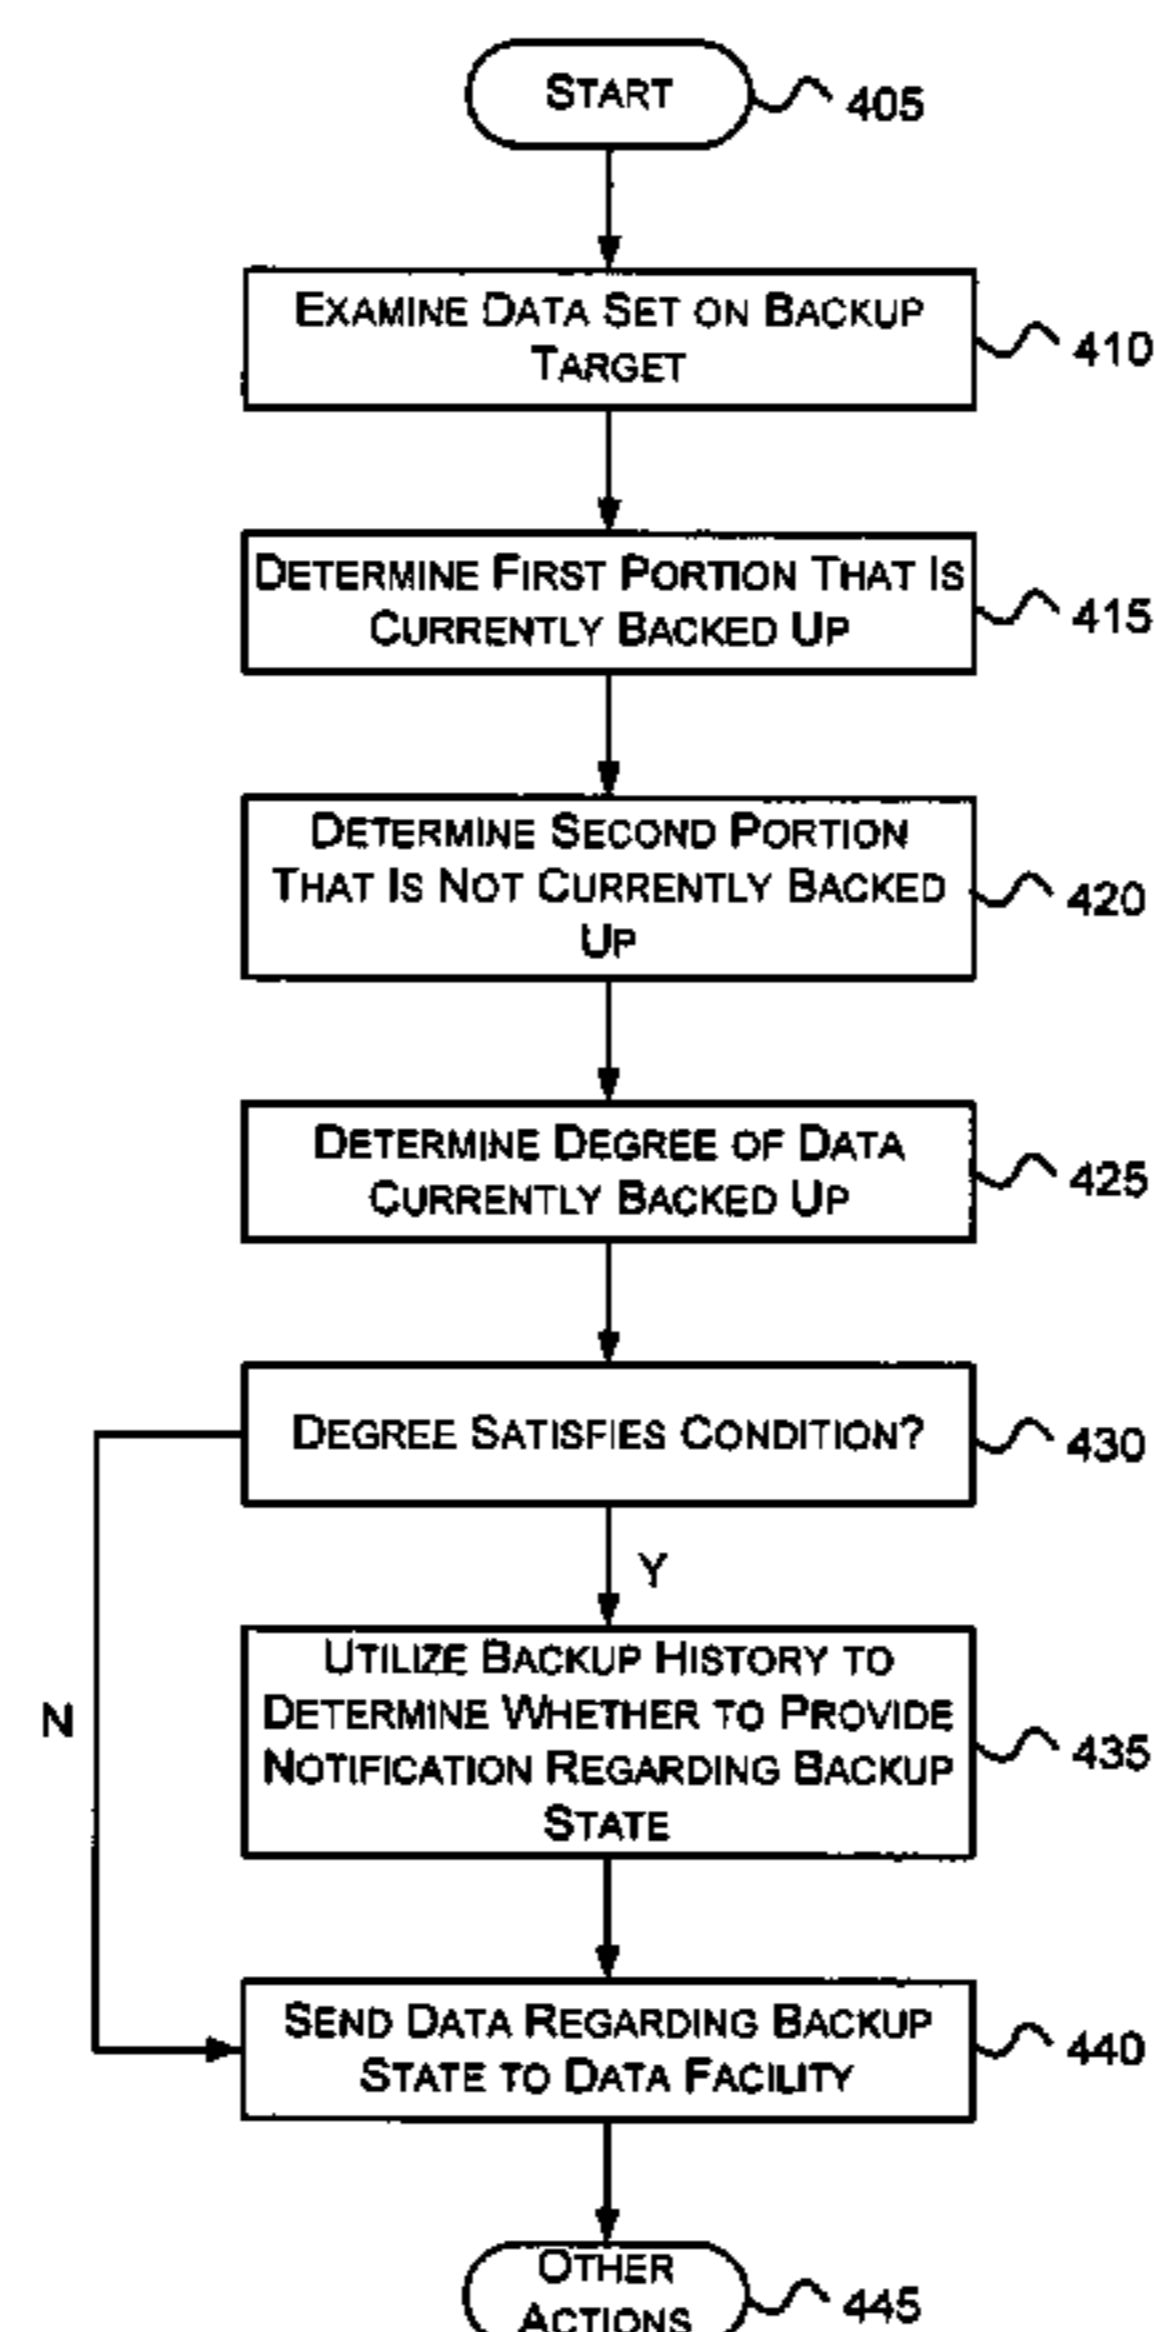 START
405
EXAMINE DATA SET ON BACKUP
TARGET
410
DETERMINE FIRST PORTION THAT IS
CURRENTLY BACKED UP
415
DETERMINE SECOND PORTION
THAT IS NOT CURRENTLY BACKED
UP
420
DETERMINE DEGREE OF DATA
CURRENTLY BACKED UP
425
DEGREE SATISFIES CONDITION?
430
Y
N
UTILIZE BACKUP HISTORY TO
DETERMINE WHETHER TO PROVIDE
NOTIFICATION REGARDING BACKUP
STATE
435
SEND DATA REGARDING BACKUP
STATE TO DATA FACILITY
440
OTHER
ACTIONS
445